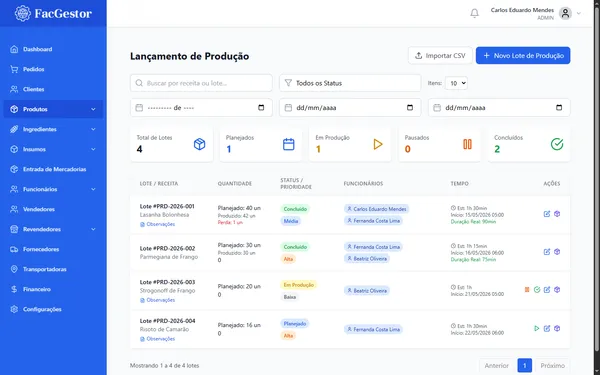 FacGestor
Carlos Eduardo Mendes
ADMIN
Dashboard
Pedidos
Clientes
Produtos
Ingredientes
Insumos
Entrada de Mercadorias
Funcionários
Vendedores
Revendedores
Fornecedores
Transportadoras
Financeiro
Configurações
Lançamento de Produção
Importar CSV
Novo Lote de Produção
Buscar por receita ou lote...
Todos os Status
Itens: 10
--------- de ----
dd/mm/aaaa
dd/mm/aaaa
Total de Lotes
4
Planejados
1
Em Produção
1
Pausados
0
Concluídos
2
LOTE / RECEITA QUANTIDADE STATUS / PRIORIDADE FUNCIONÁRIOS TEMPO AÇÕES
Lote #PRD-2026-001
Lasanha Bolonhesa
Observações
Planejado: 40 un
Produzido: 42 un
Perda: 1 un
Concluído
Média
Carlos Eduardo Mendes
Fernanda Costa Lima
Est: 1h 30min
Início: 15/05/2026 05:00
Duração Real: 90min
Lote #PRD-2026-002
Parmegiana de Frango
Planejado: 30 un
Produzido: 30 un
0
Concluído
Alta
Fernanda Costa Lima
Beatriz Oliveira
Est: 1h 15min
Início: 16/05/2026 06:00
Duração Real: 75min
Lote #PRD-2026-003
Strogonoff de Frango
Observações
Planejado: 20 un
0
Em Produção
Baixa
Beatriz Oliveira
Est: 1h
Início: 21/05/2026 05:00
Lote #PRD-2026-004
Risoto de Camarão
Observações
Planejado: 16 un
0
Planejado
Alta
Fernanda Costa Lima
Est: 1h 30min
Início: 22/05/2026 06:00
Mostrando 1 a 4 de 4 lotes
Anterior 1 Próximo